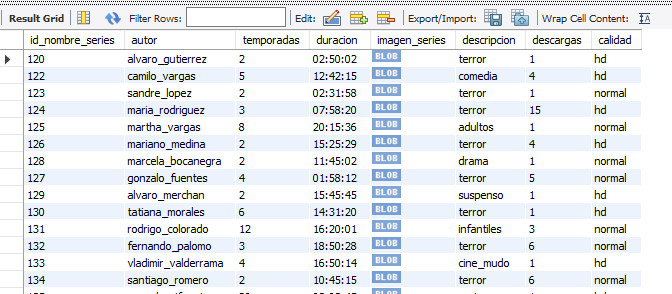 Result Grid Filter Rows: Edit: Export/Import: Wrap Cell Content: IA
id_nombre_series autor temporadas duracion imagen_series descripcion descargas calidad
120 alvaro_gutierrez 2 02:50:02 BLOB terror 1 hd
122 camilo_vargas 5 12:42:15 BLOB comedia 4 hd
123 sandre_lopez 2 02:31:58 BLOB terror 1 normal
124 maria_rodriguez 3 07:58:20 BLOB terror 15 hd
125 martha_vargas 8 20:15:36 BLOB adultos 1 normal
126 mariano_medina 2 15:25:29 BLOB terror 4 hd
128 marcela_bocanegra 2 11:45:02 BLOB drama 1 normal
127 gonzalo_fuentes 4 01:58:12 BLOB terror 5 normal
129 alvaro_merchan 2 15:45:45 BLOB suspenso 1 hd
130 tatiana_morales 6 14:31:20 BLOB terror 1 hd
131 rodrigo_colorado 12 16:20:01 BLOB infantiles 3 normal
132 fernando_palomo 3 18:50:28 BLOB terror 6 normal
133 vladimir_valderrama 4 16:50:14 BLOB cine_mudo 1 hd
134 santiago_romero 2 10:45:15 BLOB terror 6 normal